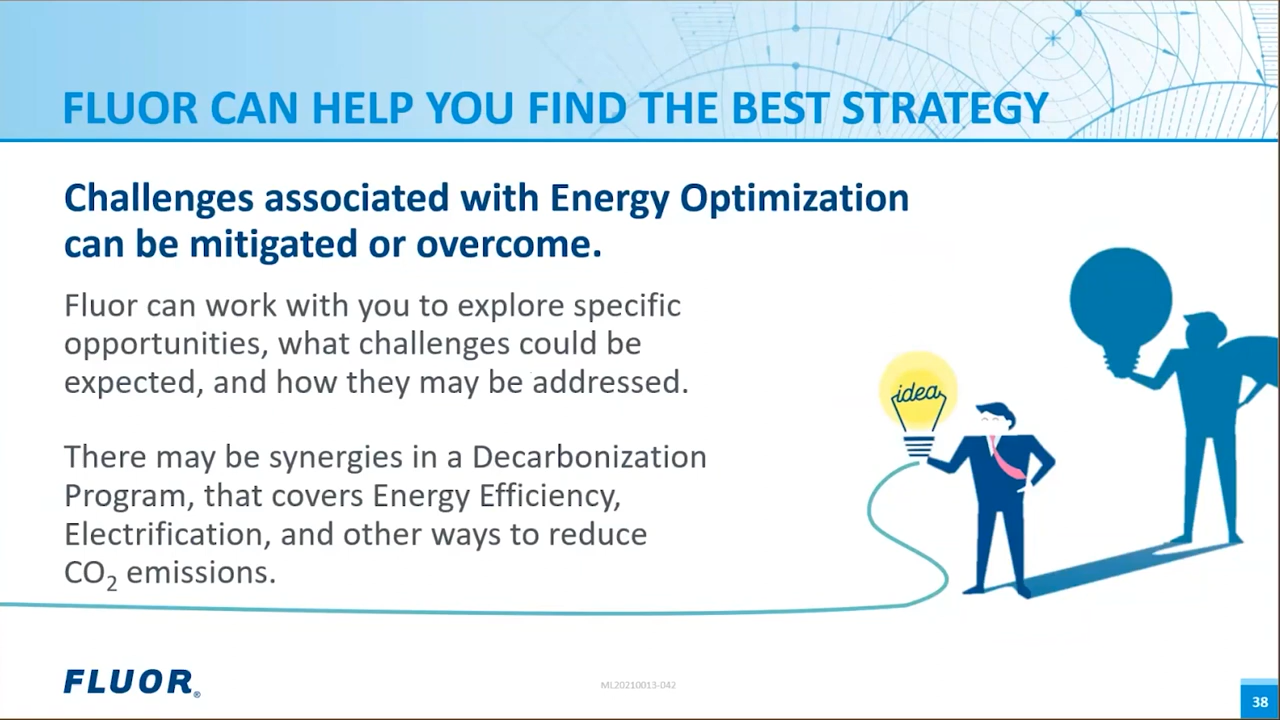 FLUOR CAN HELP YOU FIND THE BEST STRATEGY
Challenges associated with Energy Optimization
can be mitigated or overcome.
Fluor can work with you to explore specific
opportunities, what challenges could be
expected, and how they may be addressed.
There may be synergies in a Decarbonization
Program, that covers Energy Efficiency,
Electrification, and other ways to reduce
CO₂ emissions.
idea
FLUOR®
ML20210013-042
38